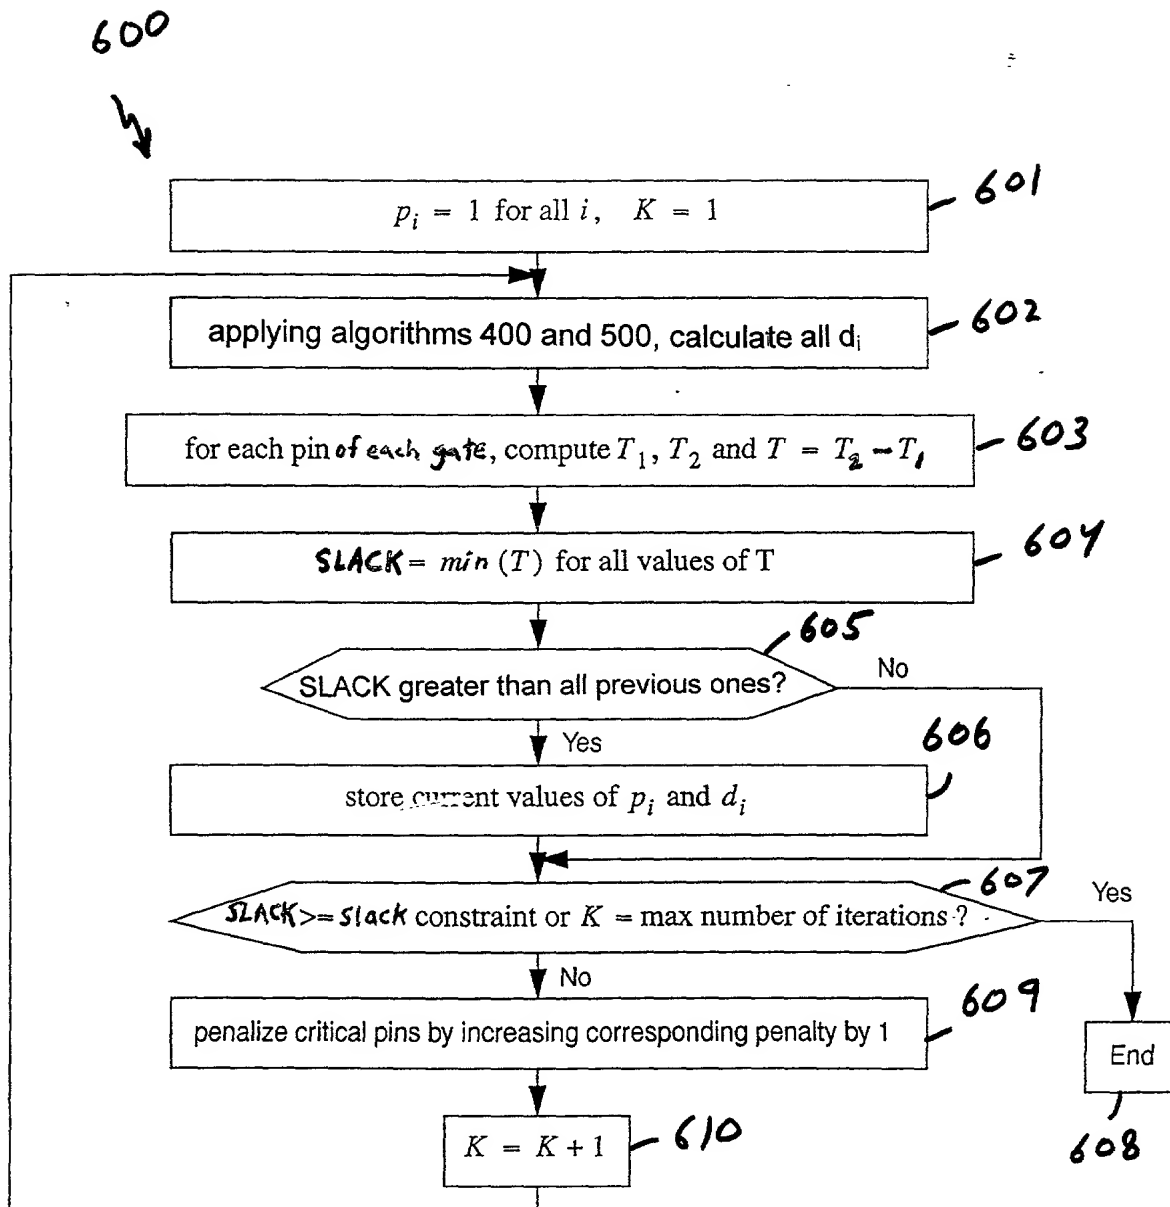 600
p_i = 1 for all i, K = 1
601
applying algorithms 400 and 500, calculate all d_i
602
for each pin of each gate, compute T_1, T_2 and T = T_2 - T_1
603
SLACK = min (T) for all values of T
604
605
SLACK greater than all previous ones?
No
Yes
606
store current values of p_i and d_i
607
SLACK >= slack constraint or K = max number of iterations ?
Yes
No
609
penalize critical pins by increasing corresponding penalty by 1
End
608
K = K + 1
610